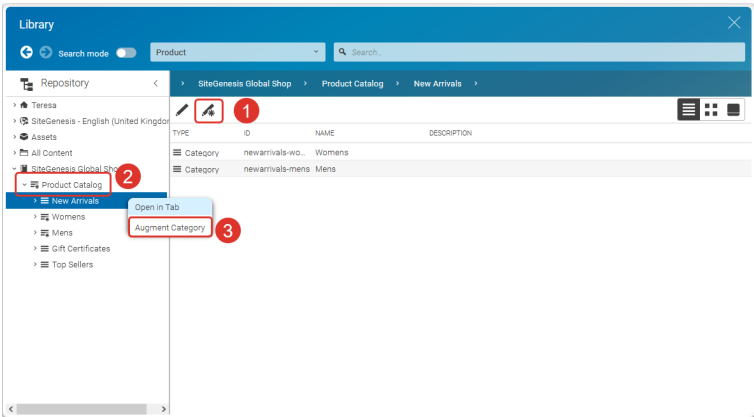 Library
Search mode
Product
Search...
Repository
SiteGenesis Global Shop
Product Catalog
New Arrivals
Teresa
SiteGenesis - English (United Kingdor
Assets
All Content
SiteGenesis Global Sho
Product Catalog
New Arrivals
Womens
Mens
Gift Certificates
Top Sellers
1
2
TYPE ID NAME DESCRIPTION
Category newarrivals-wo... Womens
Category newarrivals-mens Mens
Open in Tab
Augment Category
3